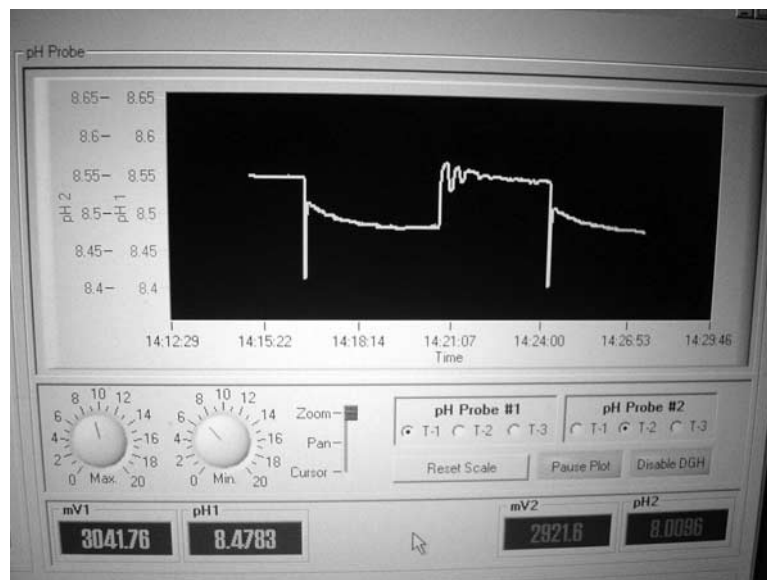 pH Probe
8.65 8.65
8.6 8.6
8.55 8.55
8.5 8.5
8.45 8.45
8.4 8.4
pH 2
pH 1
14:12:29 14:15:22 14:18:14 14:21:07 14:24:00 14:26:53 14:29:46
Time
0 2 4 6 8 10 12 14 16 18 20
Max.
0 2 4 6 8 10 12 14 16 18 20
Min.
Zoom
Pan
Cursor
pH Probe #1
T-1 T-2 T-3
pH Probe #2
T-1 T-2 T-3
Reset Scale
Pause Plot
Disable DGH
mV1
3041.76
pH1
8.4783
mV2
2921.6
pH2
8.0096